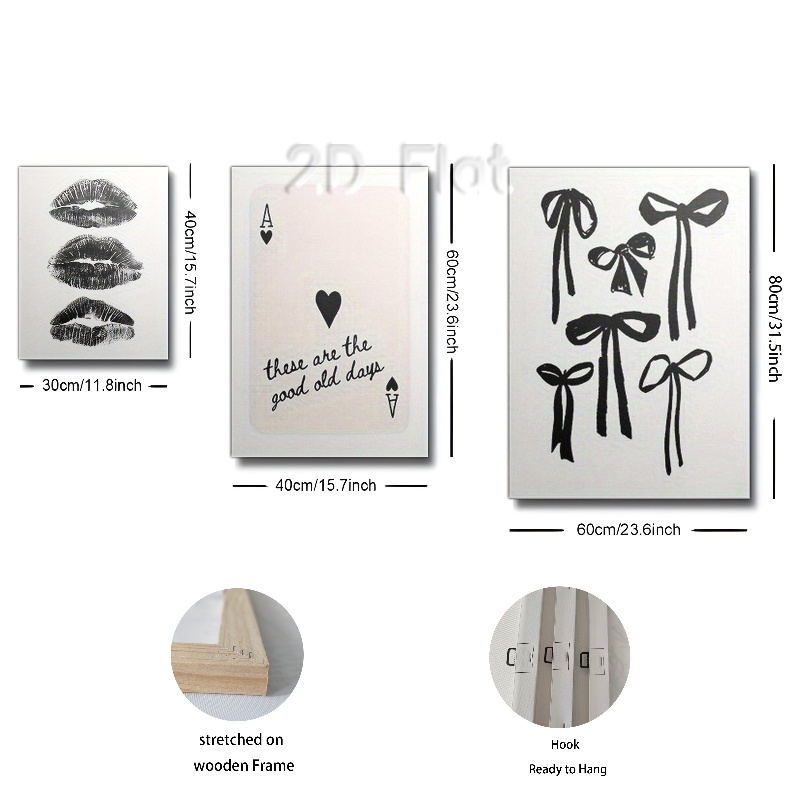 2D Flat
40cm/15.7inch
30cm/11.8inch
A
these are the
good old days
A
60cm/23.6inch
40cm/15.7inch
80cm/31.5inch
60cm/23.6inch
stretched on
wooden Frame
Hook
Ready to Hang